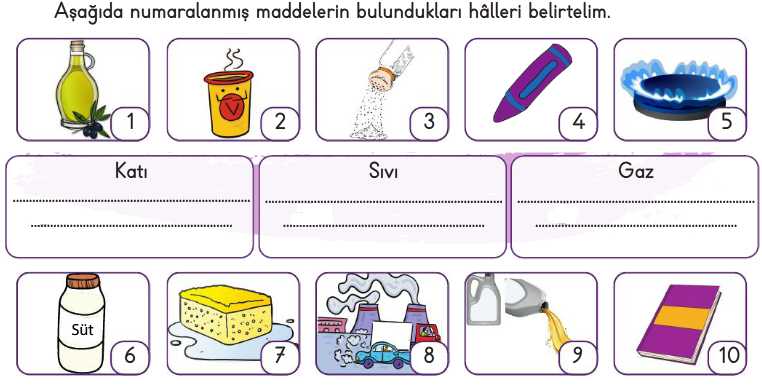 Aşağıda numaralanmış maddelerin bulundukları hâlleri belirtelim.
1
2
V
3
4
5
Katı
Sıvı
Gaz
Süt
6
7
8
9
10